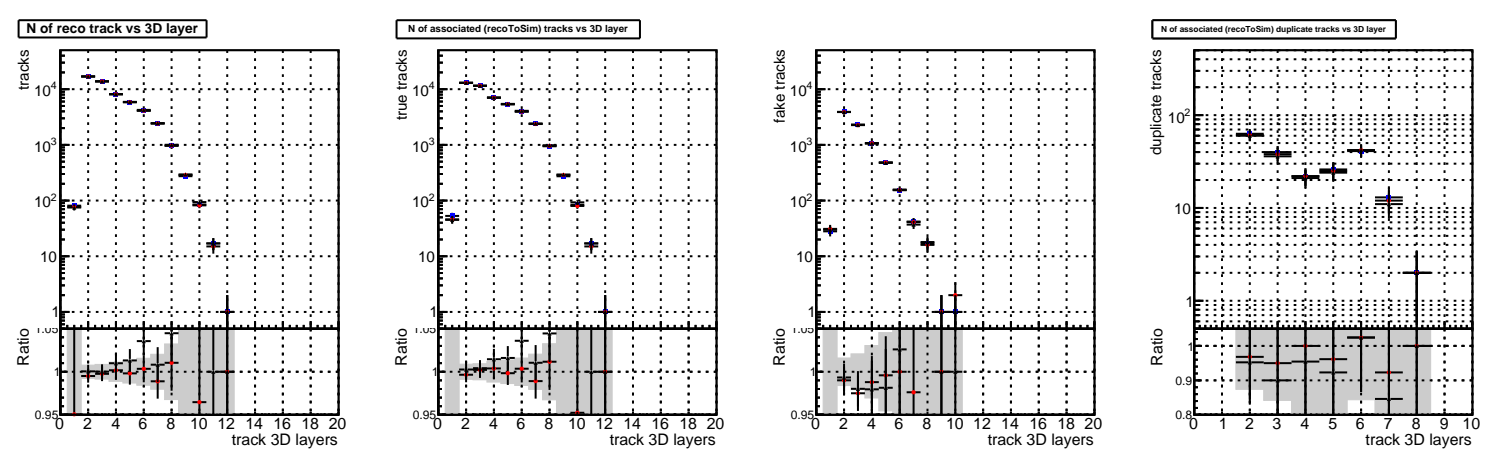 N of reco track vs 3D layer
tracks
10⁴
10³
10²
10
1
Ratio
1.05
1
0.95
0 2 4 6 8 10 12 14 16 18 20
track 3D layers
N of associated (recoToSim) tracks vs 3D layer
true tracks
10⁴
10³
10²
10
1
Ratio
1.05
1
0.95
0 2 4 6 8 10 12 14 16 18 20
track 3D layers
fake tracks
10⁴
10³
10²
10
1
Ratio
1.05
1
0.95
0 2 4 6 8 10 12 14 16 18 20
track 3D layers
N of associated (recoToSim) duplicate tracks vs 3D layer
duplicate tracks
10²
10
1
Ratio
1
0.9
0.8
0 1 2 3 4 5 6 7 8 9 10
track 3D layers